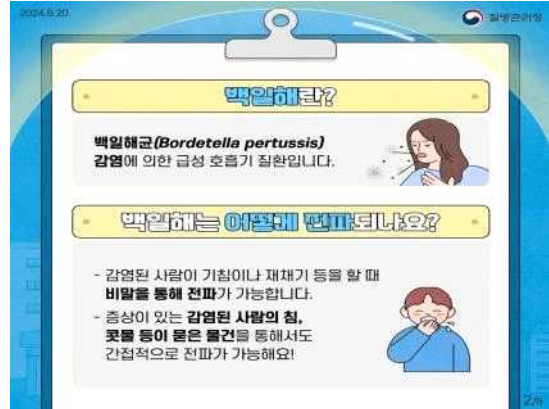 2024.8.20.
질병관리청
백일해란?
백일해균(Bordetella pertussis)
감염에 의한 급성 호흡기 질환입니다.
백일해는 어떻게 전파되나요?
- 감염된 사람이 기침이나 재채기 등을 할 때
비말을 통해 전파가 가능합니다.
- 증상이 있는 감염된 사람의 침,
콧물 등이 묻은 물건을 통해서도
간접적으로 전파가 가능해요!